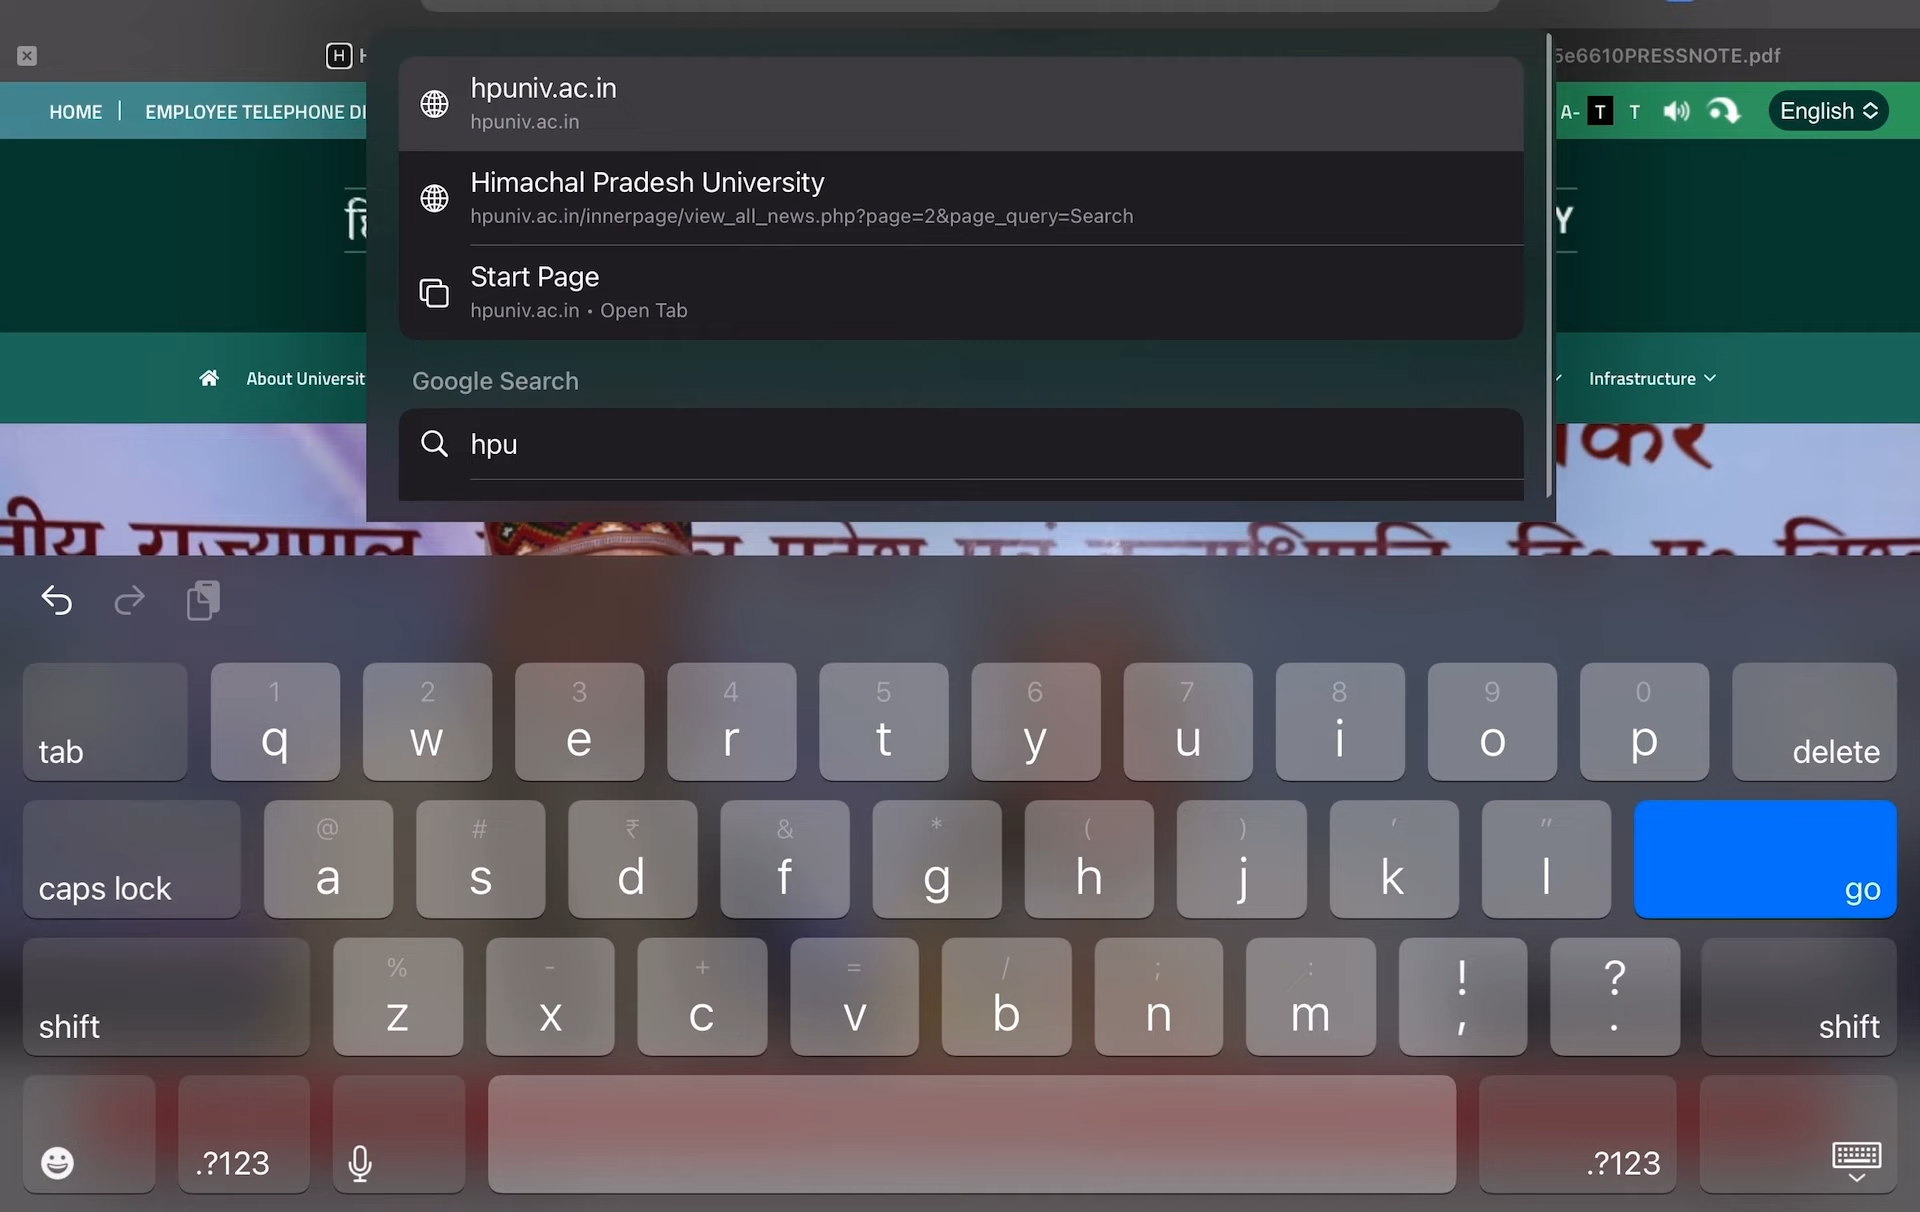 5e6610PRESSNOTE.pdf
HOME | EMPLOYEE TELEPHONE
A- T T English
hpuniv.ac.in
hpuniv.ac.in
Himachal Pradesh University
hpuniv.ac.in/innerpage/view_all_news.php?page=2&page_query=Search
Start Page
hpuniv.ac.in • Open Tab
About Universit
Infrastructure
Google Search
hpu
राज्यपाल
1 2 3 4 5 6 7 8 9 0
tab q w e r t y u i o p delete
@ # ₹ & * ( ) ' "
caps lock a s d f g h j k l go
% - + = / ; : ! ?
shift z x c v b n m , . shift
.?123 .?123